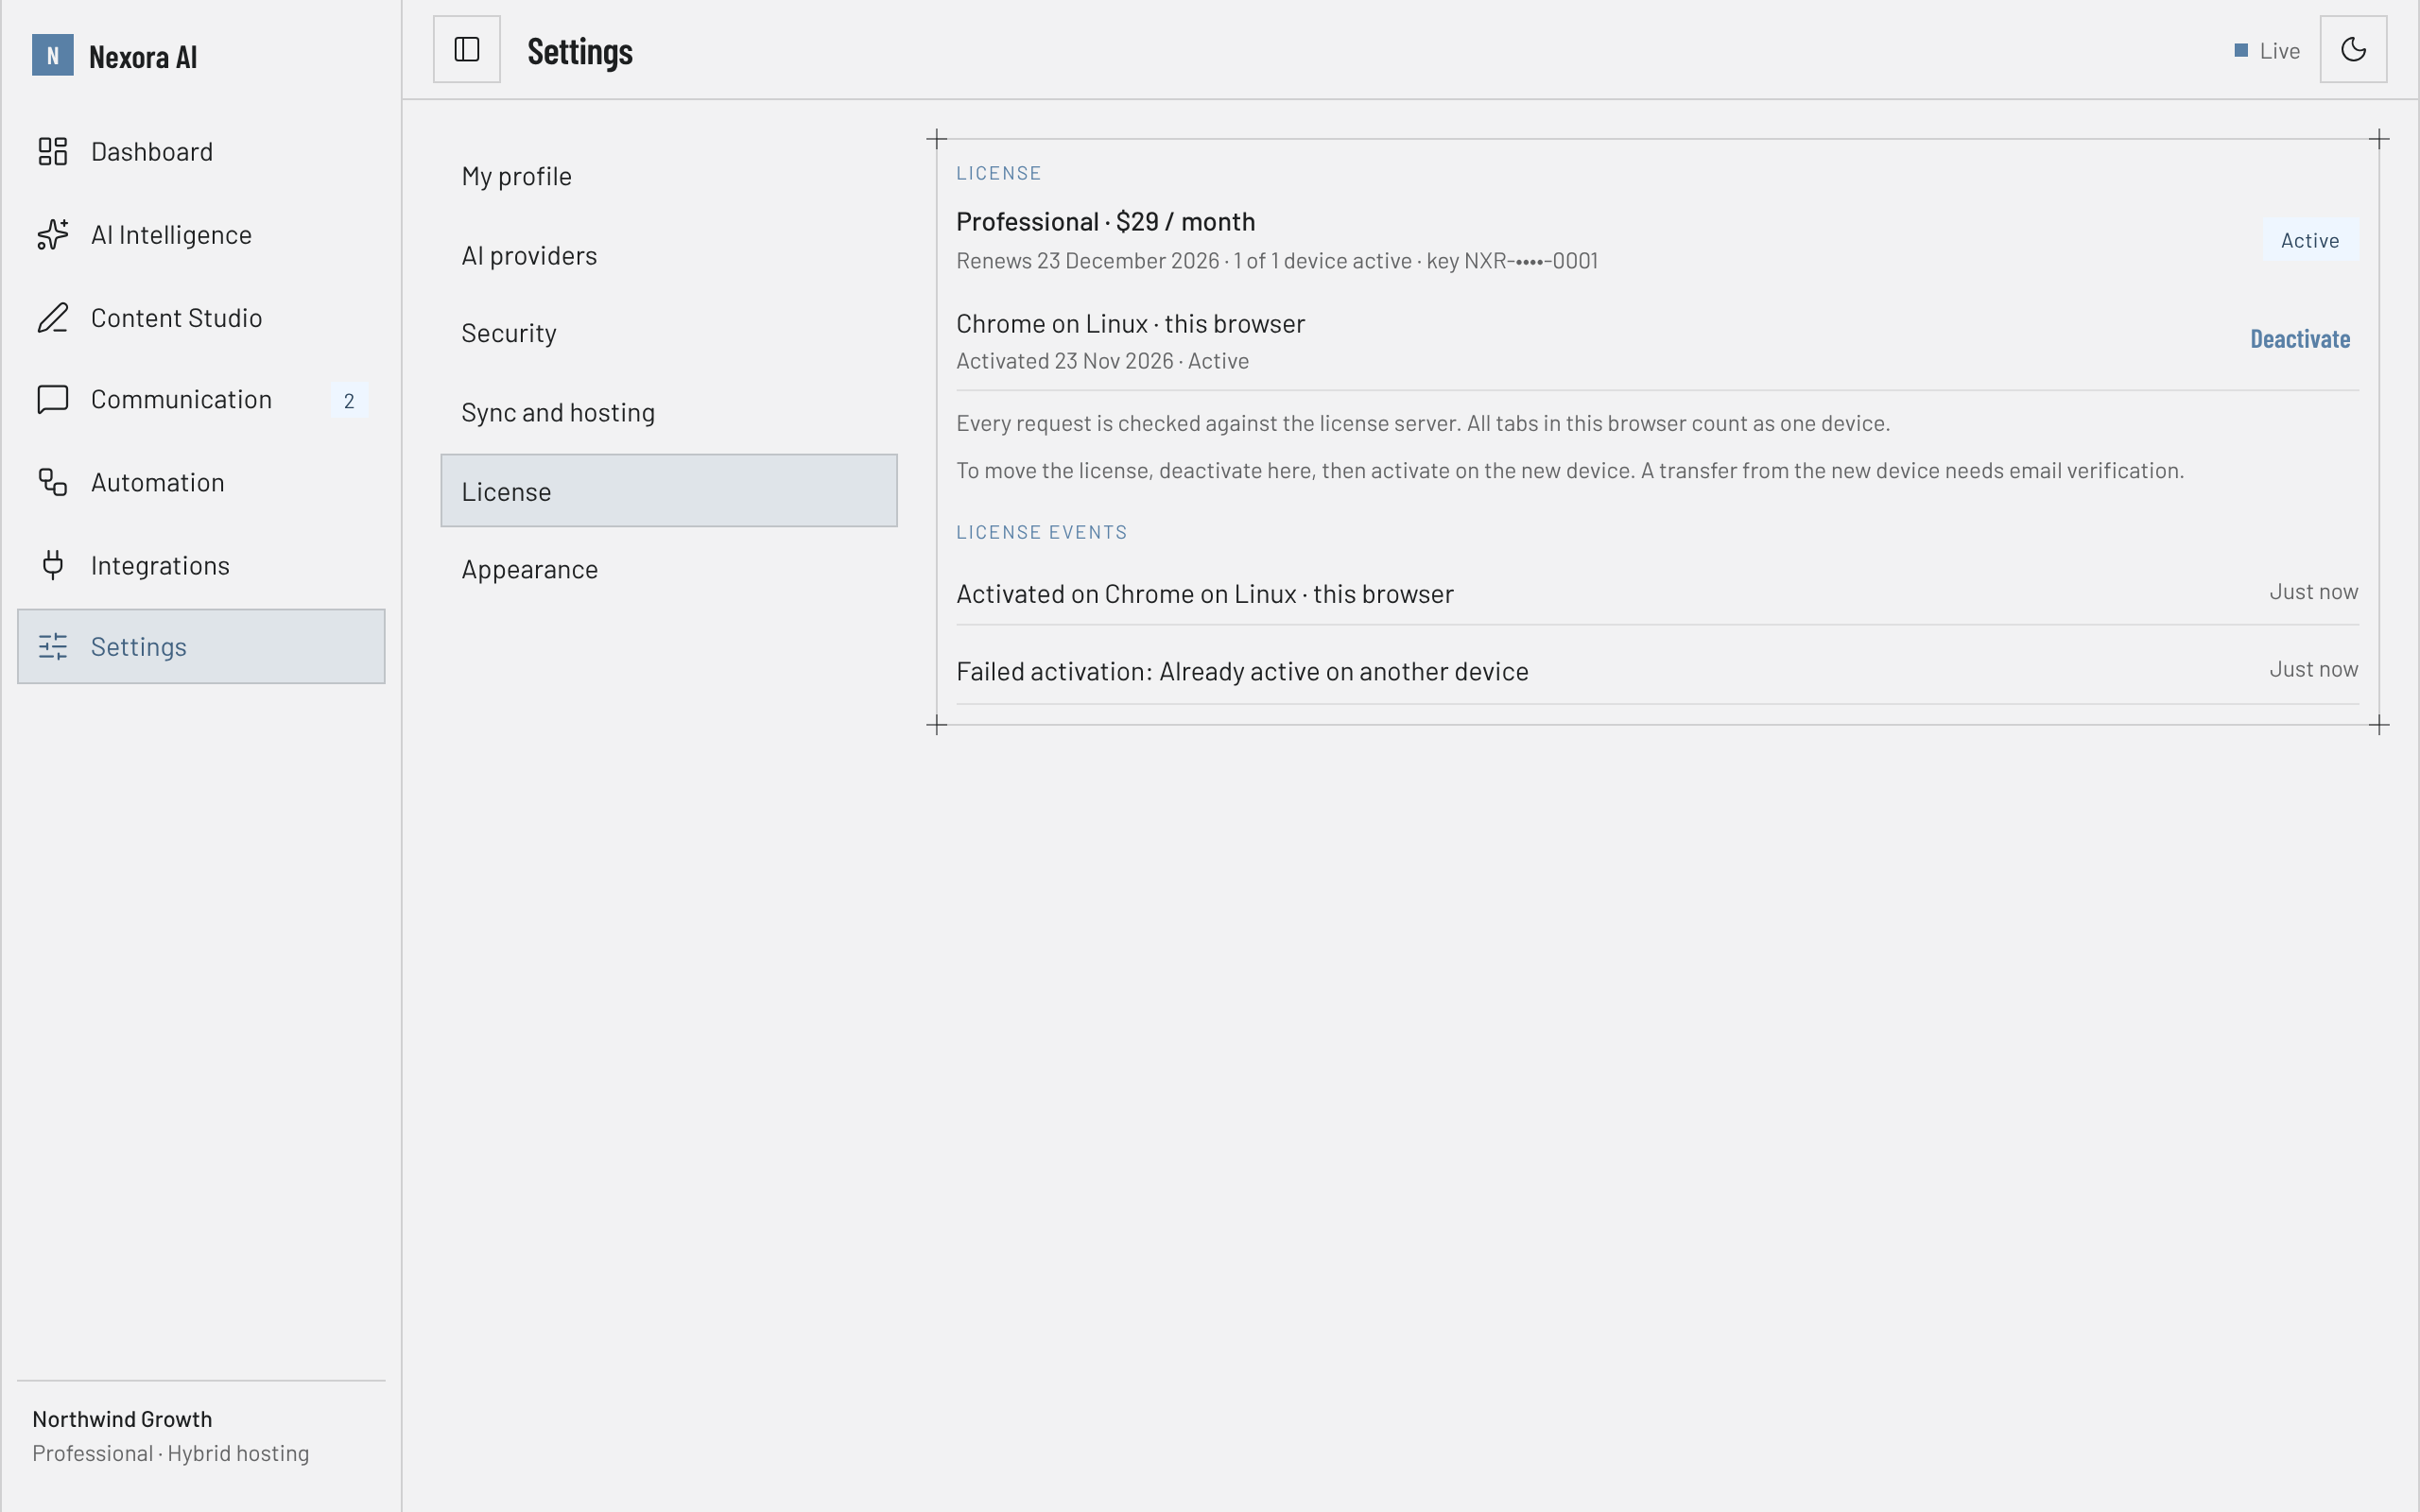 N Nexora AI
Dashboard
AI Intelligence
Content Studio
Communication 2
Automation
Integrations
Settings
Northwind Growth
Professional · Hybrid hosting
Settings
Live
My profile
AI providers
Security
Sync and hosting
License
Appearance
LICENSE
Professional · $29 / month
Renews 23 December 2026 · 1 of 1 device active · key NXR-••••-0001
Active
Chrome on Linux · this browser
Activated 23 Nov 2026 · Active
Deactivate
Every request is checked against the license server. All tabs in this browser count as one device.
To move the license, deactivate here, then activate on the new device. A transfer from the new device needs email verification.
LICENSE EVENTS
Activated on Chrome on Linux · this browser Just now
Failed activation: Already active on another device Just now